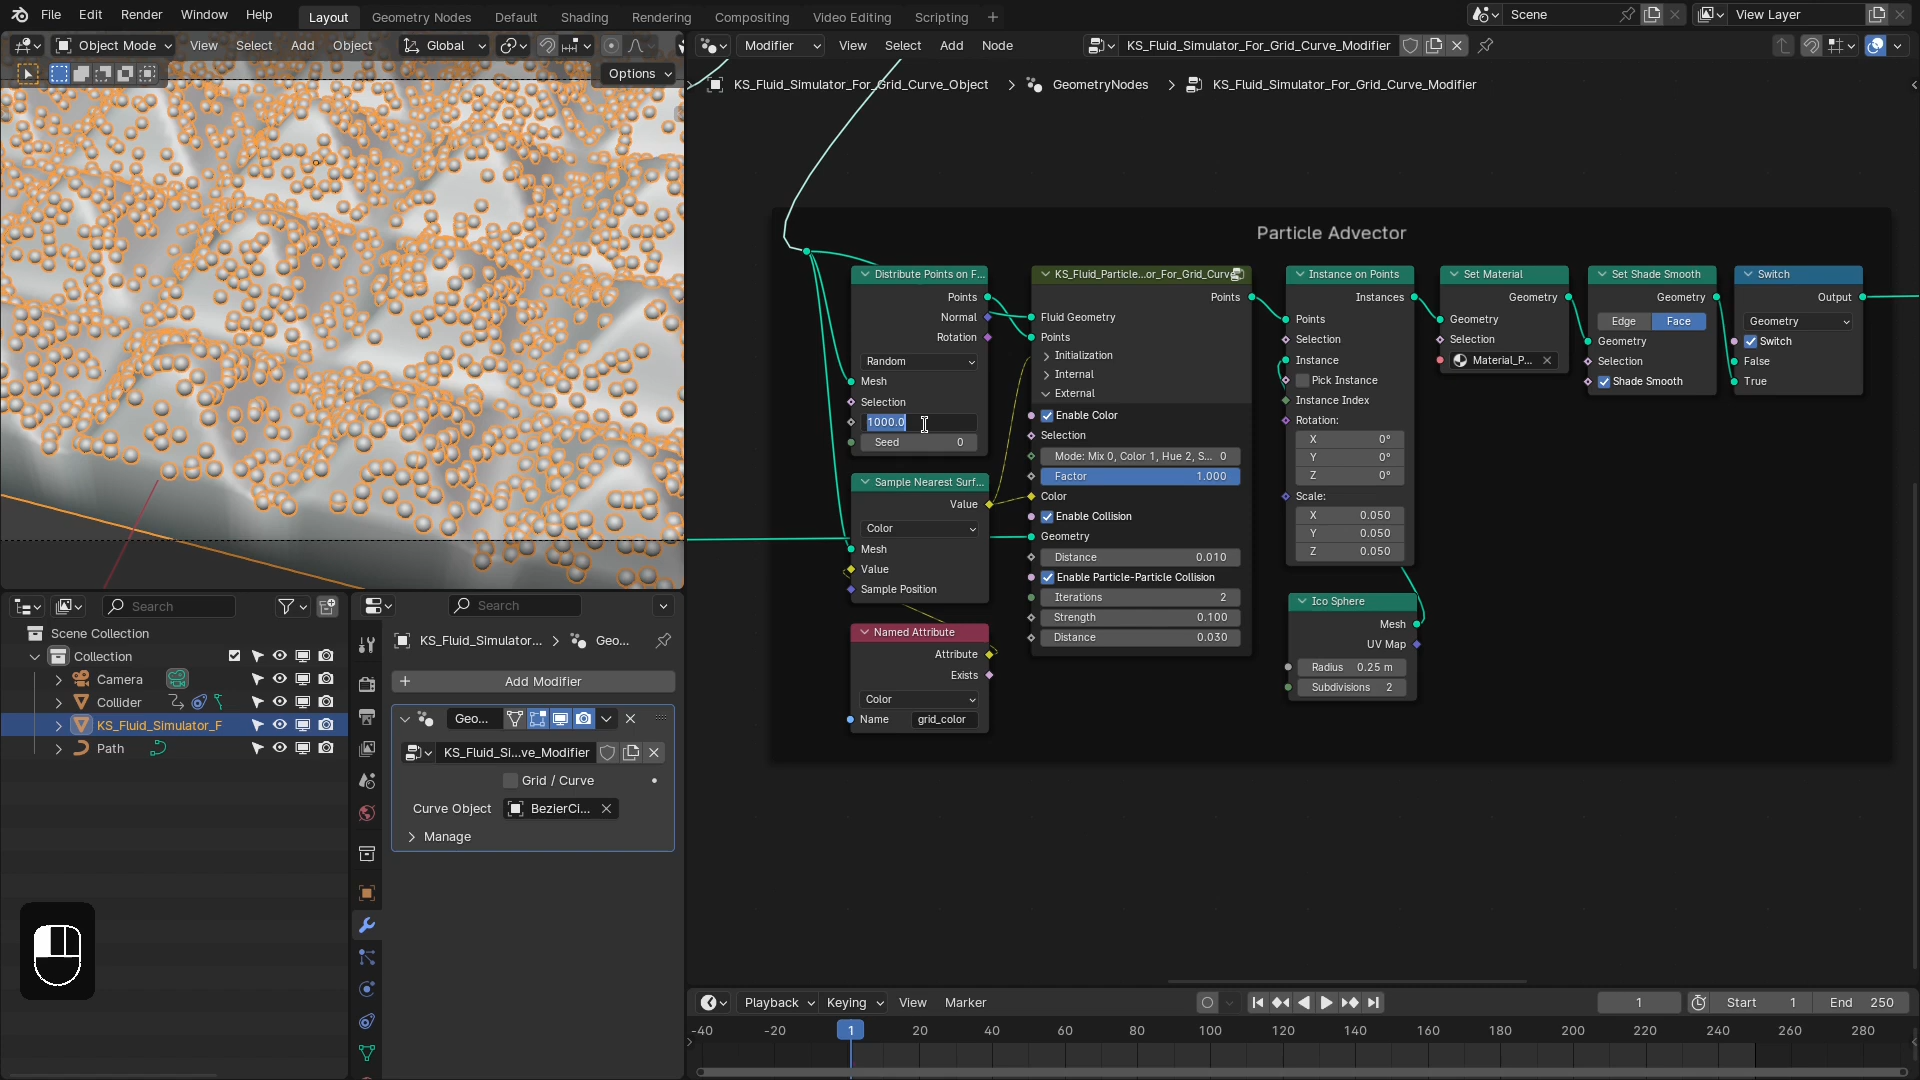 File Edit Render Window Help
Layout Geometry Nodes Default Shading Rendering Compositing Video Editing Scripting +
Scene
View Layer
Object Mode View Select Add Object Global
Options
Modifier View Select Add Node KS_Fluid_Simulator_For_Grid_Curve_Modifier
KS_Fluid_Simulator_For_Grid_Curve_Object > GeometryNodes > KS_Fluid_Simulator_For_Grid_Curve_Modifier
Particle Advector
Distribute Points on F...
Points
Normal
Rotation
Random
Mesh
Selection
1000.0
Seed 0
Sample Nearest Surf...
Value
Color
Mesh
Value
Sample Position
Named Attribute
Attribute
Exists
Color
Name grid_color
KS_Fluid_Particle...or_For_Grid_Curve
Points
Fluid Geometry
Points
Initialization
Internal
External
Enable Color
Selection
Mode: Mix 0, Color 1, Hue 2, S... 0
Factor 1.000
Color
Enable Collision
Geometry
Distance 0.010
Enable Particle-Particle Collision
Iterations 2
Strength 0.100
Distance 0.030
Instance on Points
Instances
Points
Selection
Instance
Pick Instance
Instance Index
Rotation:
X 0°
Y 0°
Z 0°
Scale:
X 0.050
Y 0.050
Z 0.050
Ico Sphere
Mesh
UV Map
Radius 0.25 m
Subdivisions 2
Set Material
Geometry
Geometry
Selection
Material_P...
Set Shade Smooth
Geometry
Edge Face
Geometry
Selection
Shade Smooth
Switch
Output
Geometry
Switch
False
True
Search
Scene Collection
Collection
Camera
Collider
KS_Fluid_Simulator_F
Path
Search
KS_Fluid_Simulator... > Geo...
+ Add Modifier
Geo...
KS_Fluid_Si...ve_Modifier
Grid / Curve
Curve Object BezierCi...
Manage
Playback Keying View Marker
1 Start 1 End 250
-40 -20 1 20 40 60 80 100 120 140 160 180 200 220 240 260 280